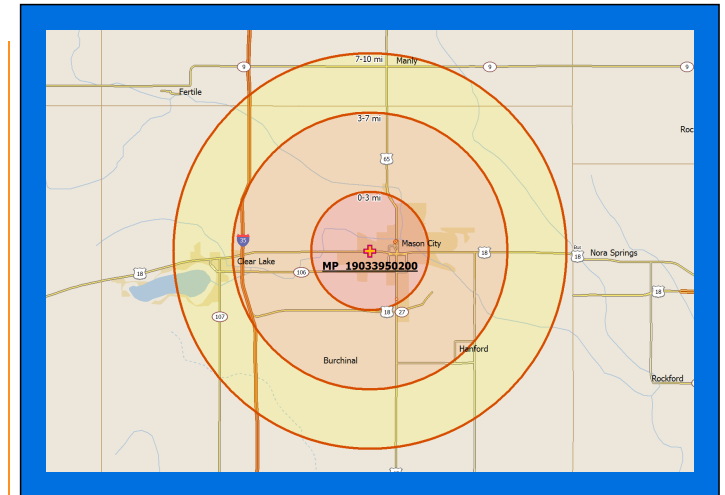 7-10 mi
Manly
9
9
9
Fertile
3-7 mi
Roc
65
0-3 mi
35
Mason City
Bus
18
18
Nora Springs
Clear Lake
106
18
MP 19033950200
18
107
18
27
Hanford
Burchinal
Rockford